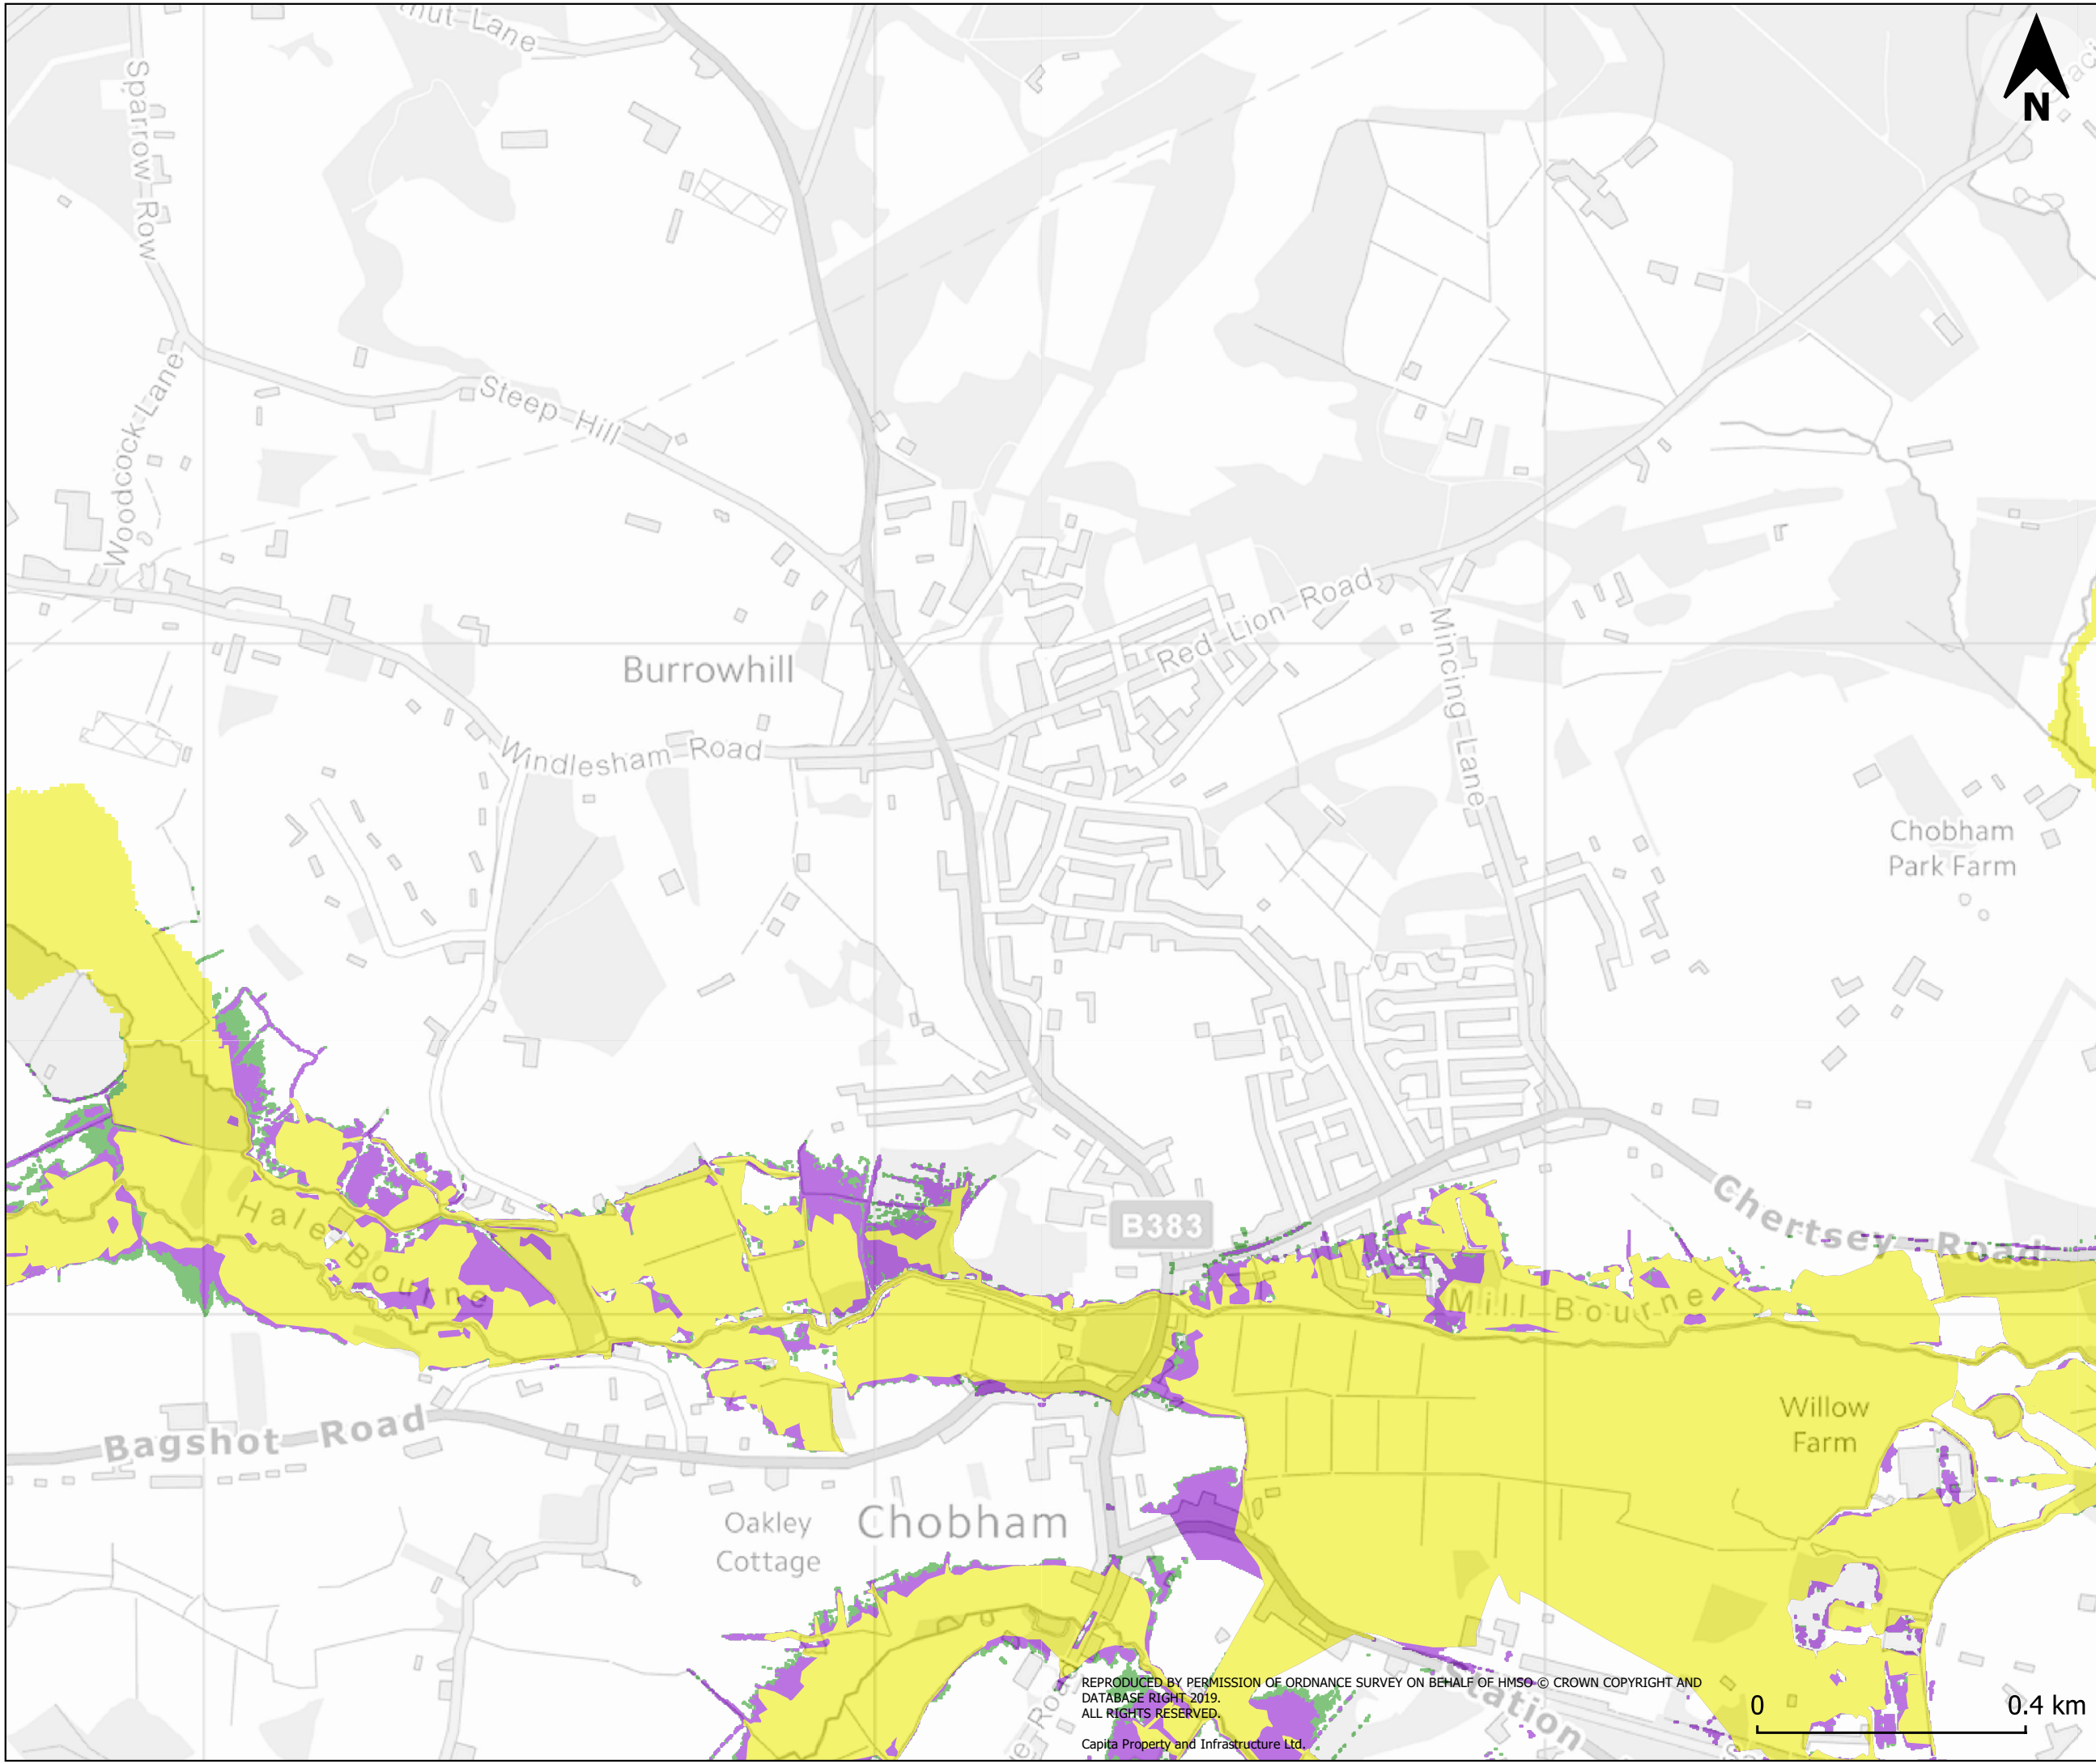 Lane
N
Sparrow Row
Woodcock Lane
Steep Hill
Red Lion Road
Burrowhill
Mincing Lane
Windlesham Road
Chobham
Park Farm
B383
Chertsey Road
Hale Bourne
Mill Bourne
Bagshot Road
Willow
Farm
Oakley
Cottage
Chobham
Station
REPRODUCED BY PERMISSION OF ORDNANCE SURVEY ON BEHALF OF HMSO © CROWN COPYRIGHT AND
DATABASE RIGHT 2019.
ALL RIGHTS RESERVED.
Capita Property and Infrastructure Ltd.
0 0.4 km